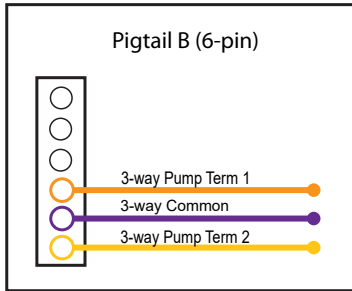 Pigtail B (6-pin)
3-way Pump Term 1
3-way Common
3-way Pump Term 2